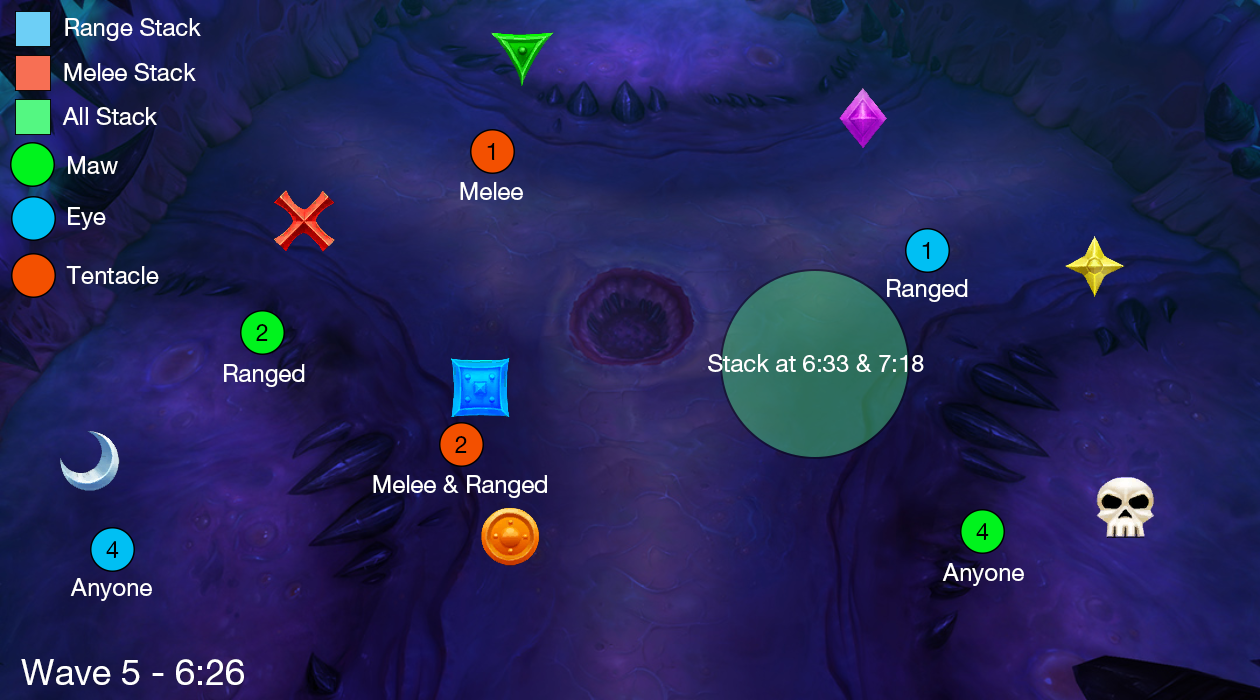 Range Stack
Melee Stack
All Stack
Maw
Eye
Tentacle
1
Melee
1
Ranged
2
Ranged
Stack at 6:33 & 7:18
2
Melee & Ranged
4
Anyone
4
Anyone
Wave 5 - 6:26